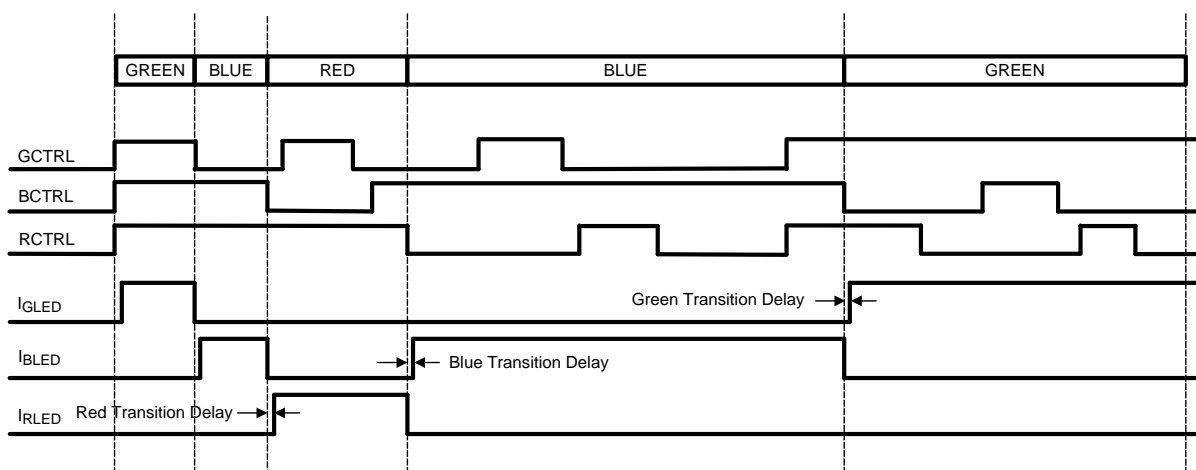 GREEN BLUE RED BLUE GREEN
GCTRL
BCTRL
RCTRL
IGLED
Green Transition Delay
IBLED
Blue Transition Delay
IRLED
Red Transition Delay